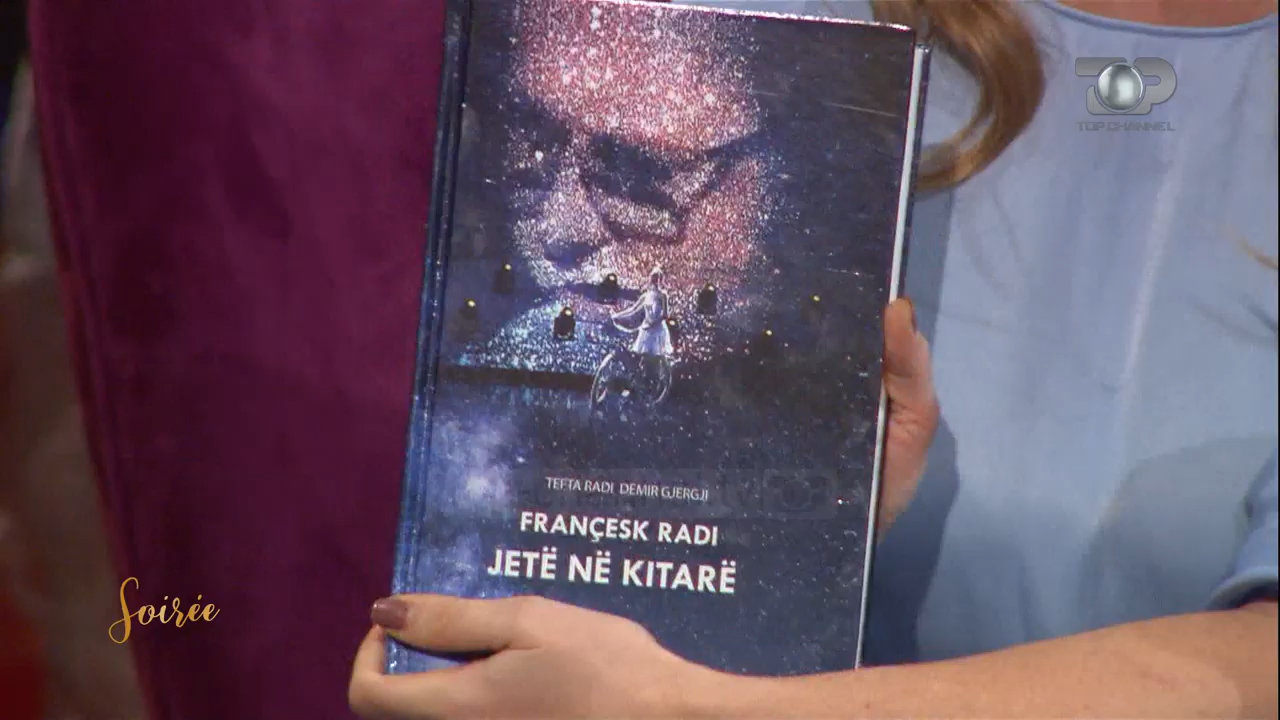 TOP
TOP CHANNEL
TEFTA RADI DEMIR GJERGJI
FRANÇESK RADI
JETË NË KITARË
Soirée